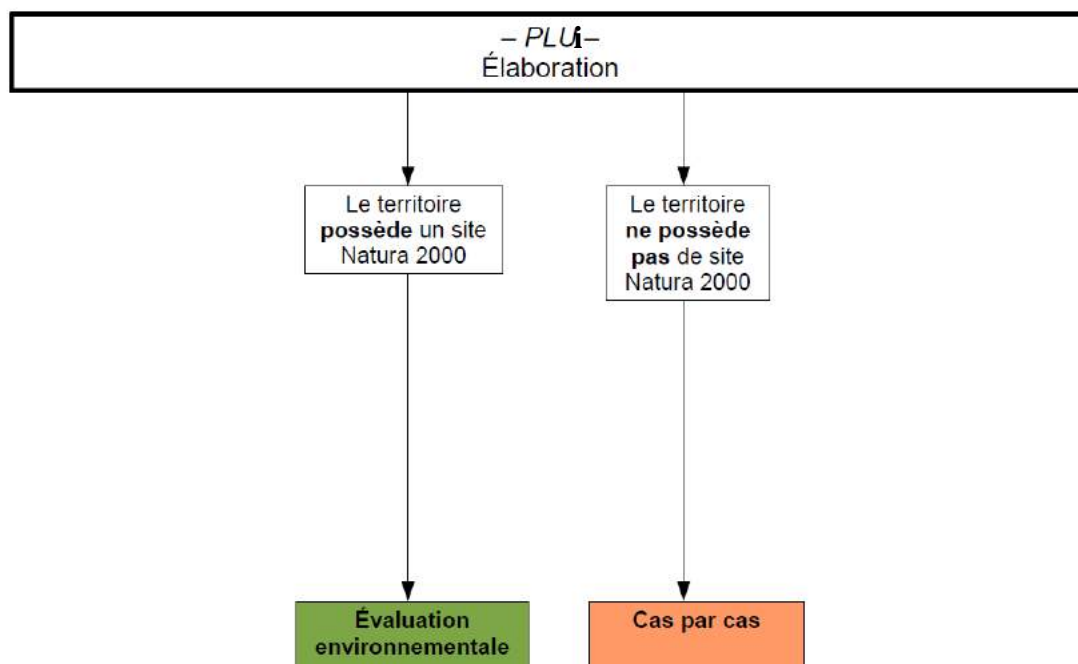 – PLUi–
Élaboration
Le territoire
possède un site
Natura 2000
Le territoire
ne possède
pas de site
Natura 2000
Évaluation
environnementale
Cas par cas